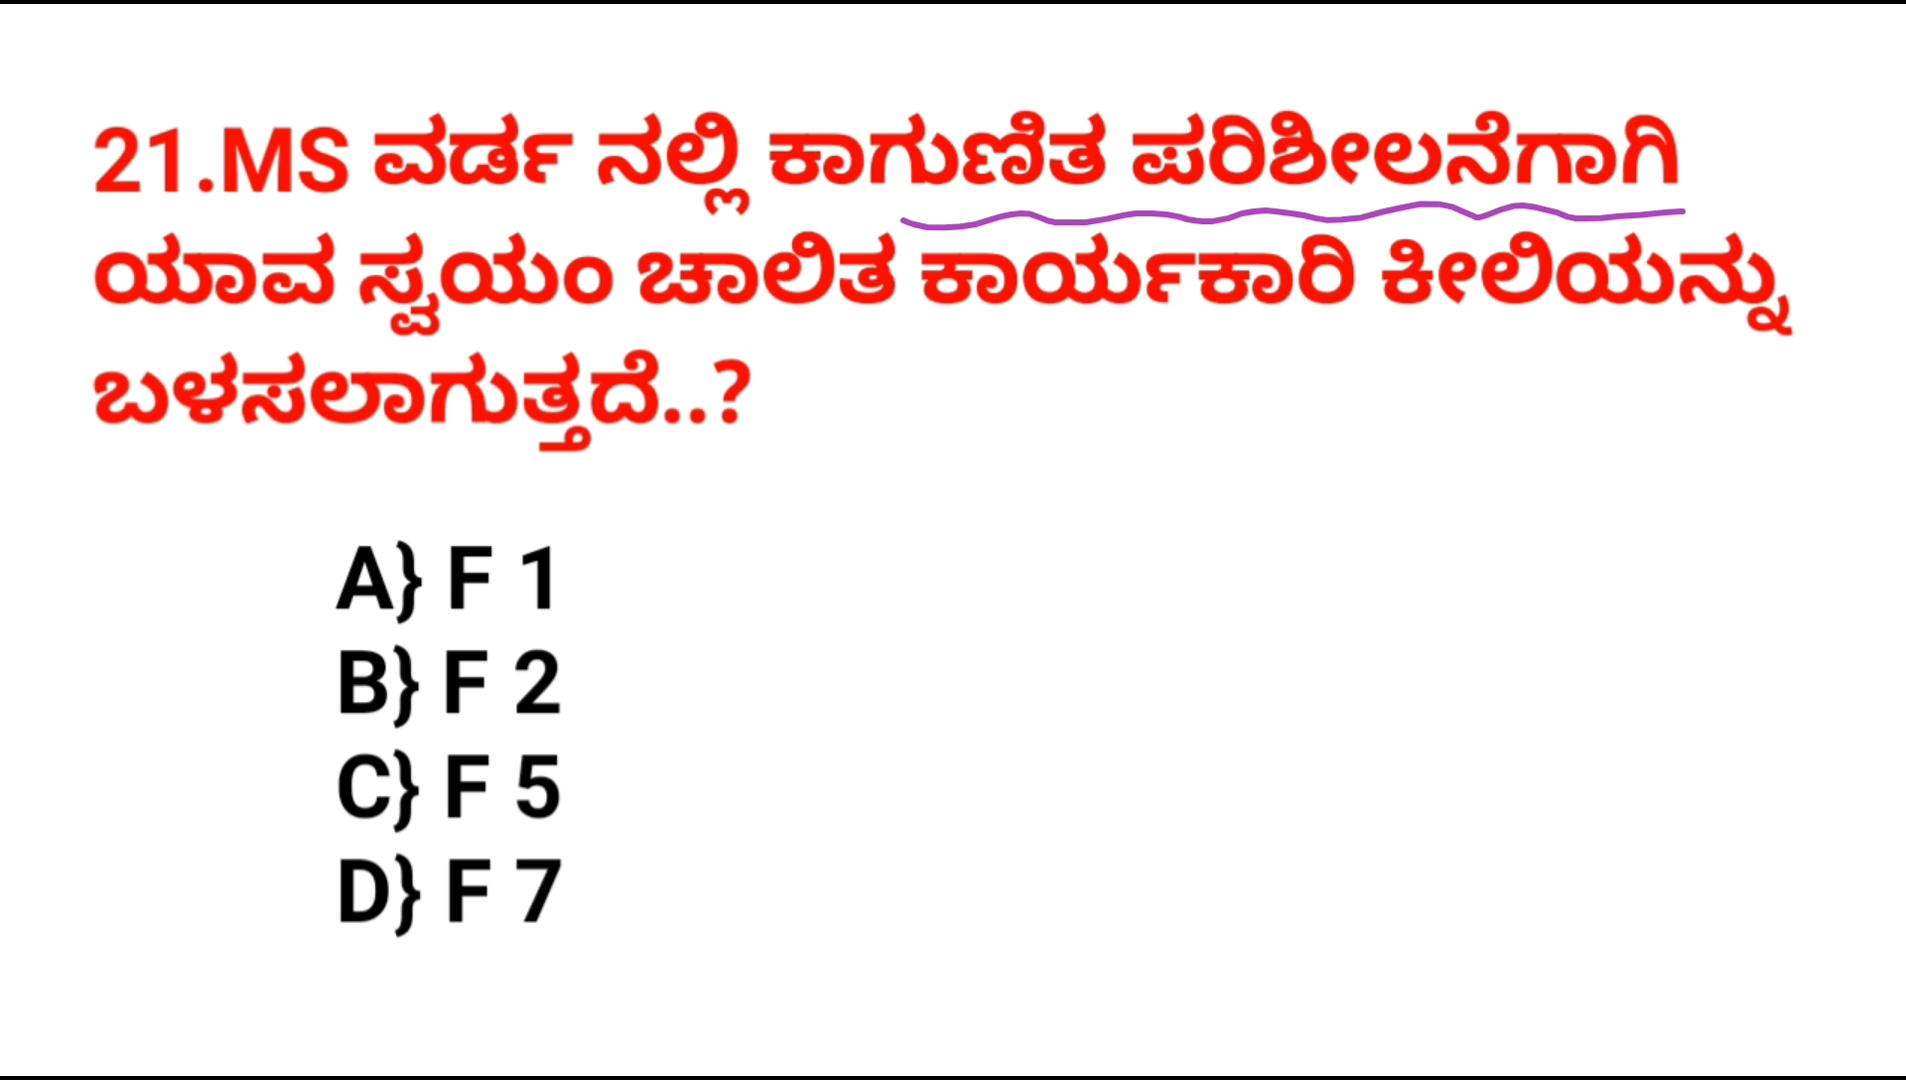 21.MS ವರ್ಡ ನಲ್ಲಿ ಕಾಗುಣಿತ ಪರಿಶೀಲನೆಗಾಗಿ
ಯಾವ ಸ್ವಯಂ ಚಾಲಿತ ಕಾರ್ಯಕಾರಿ ಕೀಲಿಯನ್ನು
ಬಳಸಲಾಗುತ್ತದೆ..?
A} F 1
B} F 2
C} F 5
D} F 7